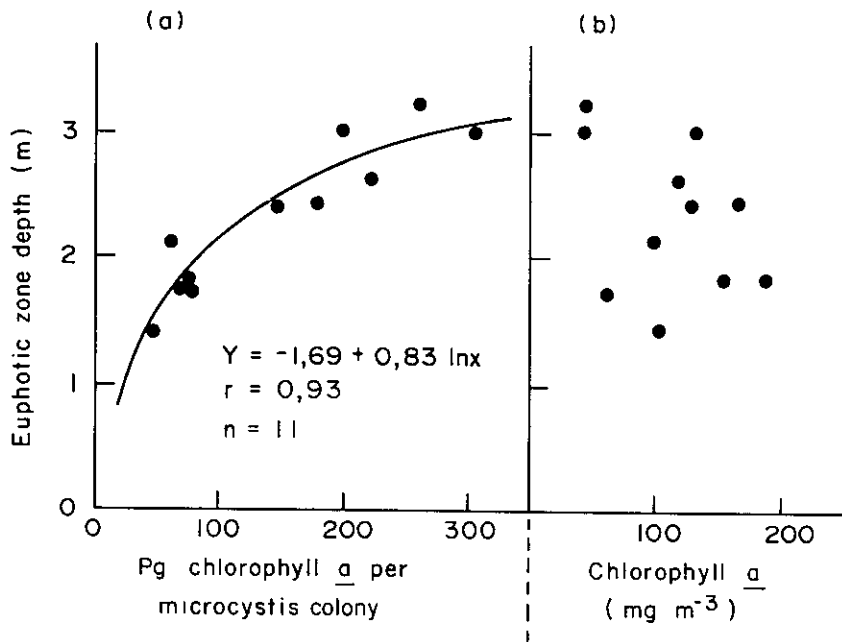 (a)
Euphotic zone depth (m)
3
2
1
0
Y = -1,69 + 0,83 lnx
r = 0,93
n = 11
0 100 200 300
Pg chlorophyll a per
microcystis colony
(b)
100 200
Chlorophyll a
( mg m⁻³ )